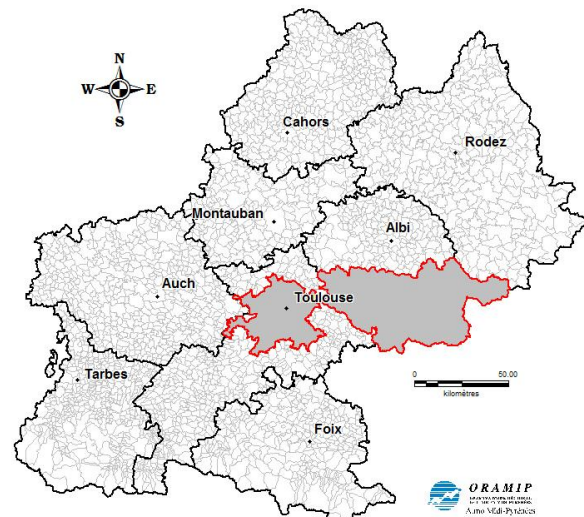 N
W E
S
Cahors
Rodez
Montauban
Albi
Auch
Toulouse
Tarbes
0 50.00
kilomètres
Foix
ORAMIP
Atmo Midi-Pyrénées